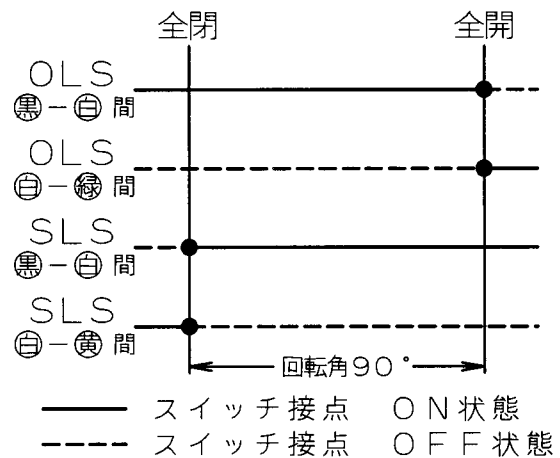 全閉 全開
OLS
黒-白 間
OLS
白-緑 間
SLS
黒-白 間
SLS
白-黄 間
回転角90°
スイッチ接点 ON状態
スイッチ接点 OFF状態